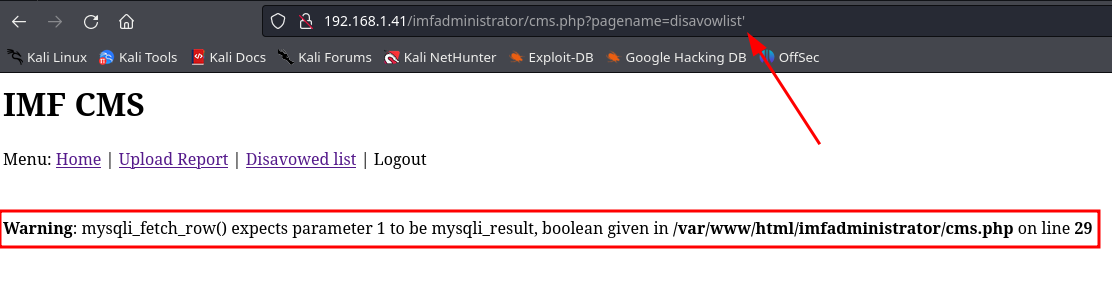 192.168.1.41/imfadministrator/cms.php?pagename=disavowlist'
Kali Linux Kali Tools Kali Docs Kali Forums Kali NetHunter Exploit-DB Google Hacking DB OffSec
IMF CMS
Menu: Home | Upload Report | Disavowed list | Logout
Warning: mysqli_fetch_row() expects parameter 1 to be mysqli_result, boolean given in /var/www/html/imfadministrator/cms.php on line 29